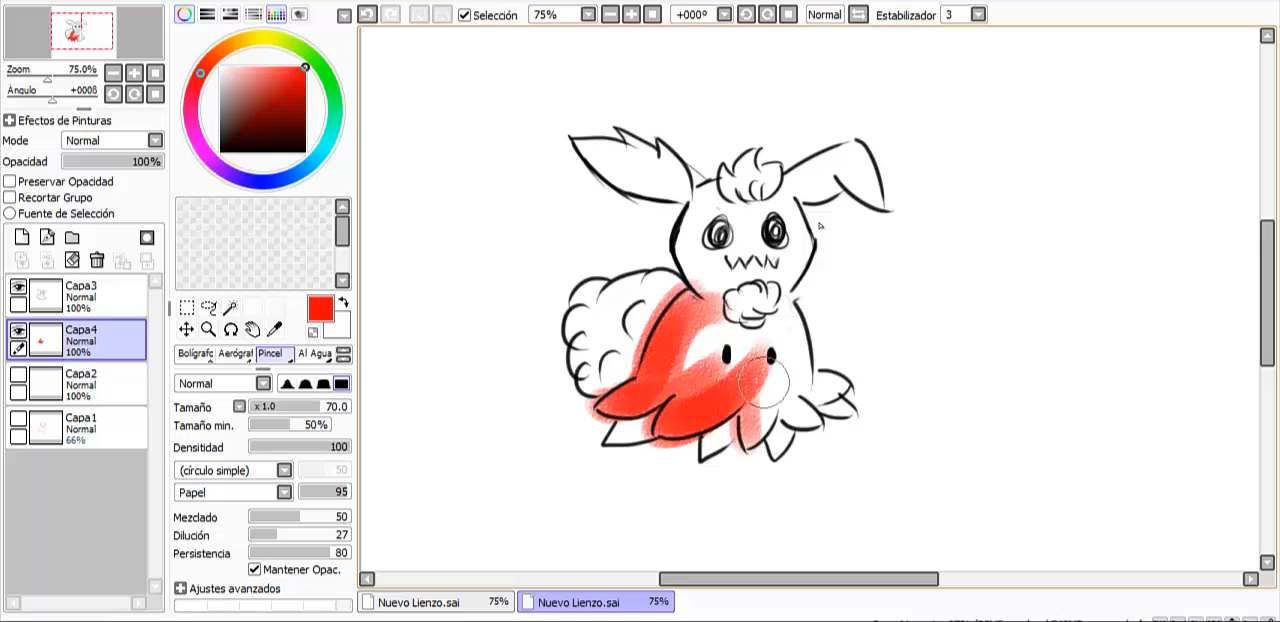 Selección
75%
+000º
Normal
Estabilizador
3
Zoom
75.0%
Ángulo
+0008
Efectos de Pinturas
Mode
Normal
Opacidad
100%
Preservar Opacidad
Recortar Grupo
Fuente de Selección
Capa3
Normal
100%
Capa4
Normal
100%
Capa2
Normal
100%
Capa1
Normal
66%
Bolígrafc
Aerógraf
Pincel
Al Agua
Normal
Tamaño
x 1.0
70.0
Tamaño min.
50%
Densitidad
100
(círculo simple)
50
Papel
95
Mezclado
50
Dilución
27
Persistencia
80
Mantener Opac.
Ajustes avanzados
Nuevo Lienzo.sai
75%
Nuevo Lienzo.sai
75%